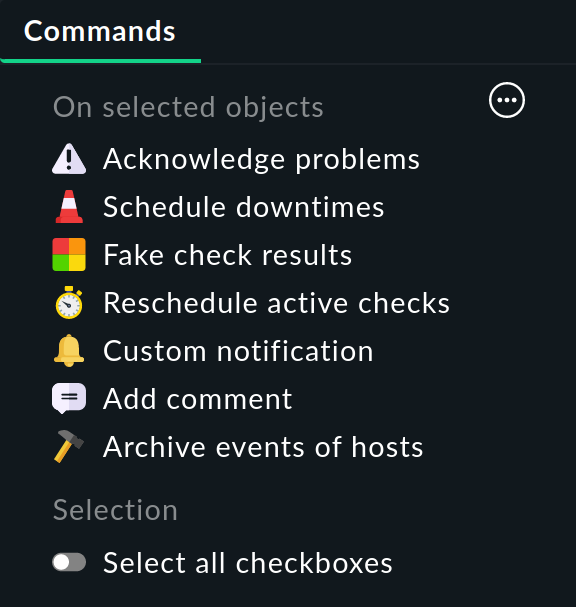 Commands
On selected objects
Acknowledge problems
Schedule downtimes
Fake check results
Reschedule active checks
Custom notification
Add comment
Archive events of hosts
Selection
Select all checkboxes